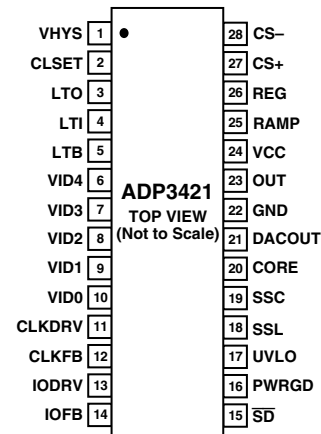 VHYS 1 28 CS–
CLSET 2 27 CS+
LTO 3 26 REG
LTI 4 25 RAMP
LTB 5 24 VCC
VID4 6 23 OUT
VID3 7 ADP3421 22 GND
VID2 8 TOP VIEW 21 DACOUT
(Not to Scale)
VID1 9 20 CORE
VID0 10 19 SSC
CLKDRV 11 18 SSL
CLKFB 12 17 UVLO
IODRV 13 16 PWRGD
IOFB 14 15 S̅D̅